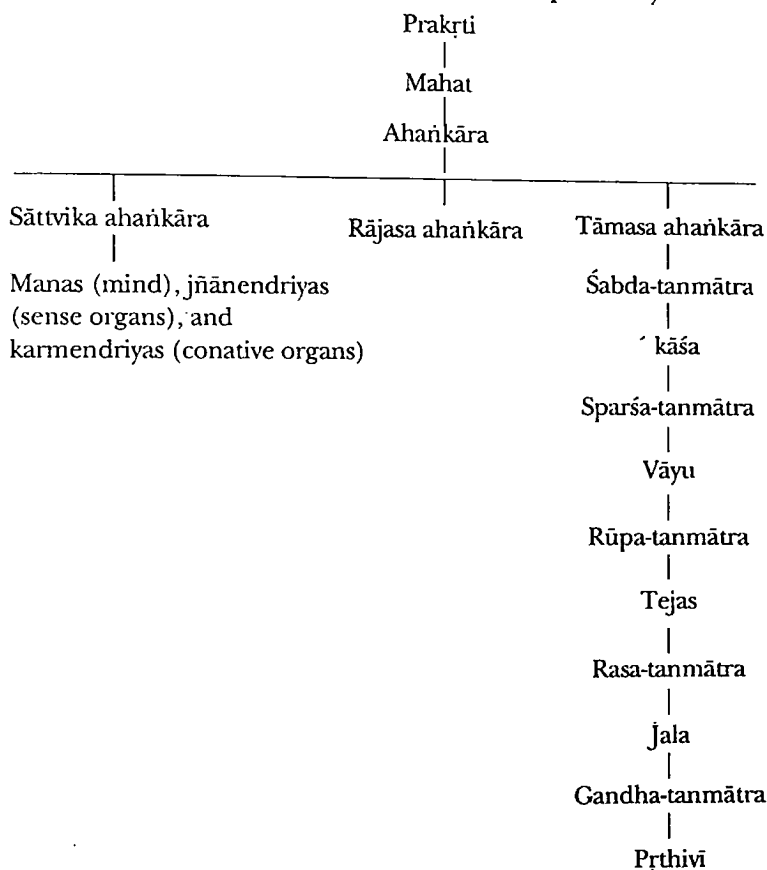 Prakṛti
Mahat
Ahaṅkāra
Sāttvika ahaṅkāra
Rājasa ahaṅkāra
Tāmasa ahaṅkāra
Manas (mind), jñānendriyas
(sense organs), and
karmendriyas (conative organs)
Śabda-tanmātra
´ kāśa
Sparśa-tanmātra
Vāyu
Rūpa-tanmātra
Tejas
Rasa-tanmātra
Jala
Gandha-tanmātra
Pṛthivī